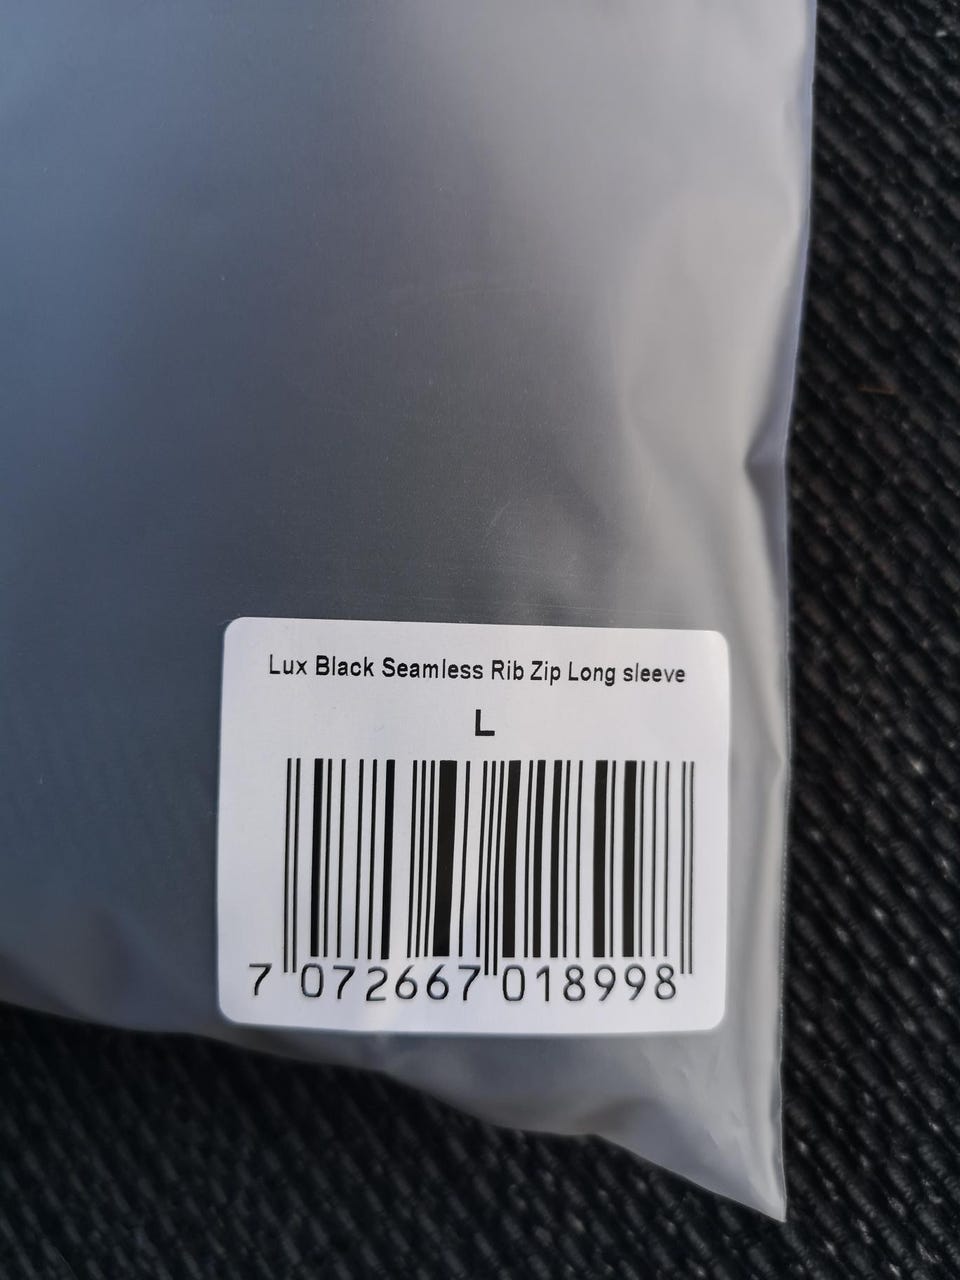 Lux Black Seamless Rib Zip Long sleeve
L
7 072667 018998